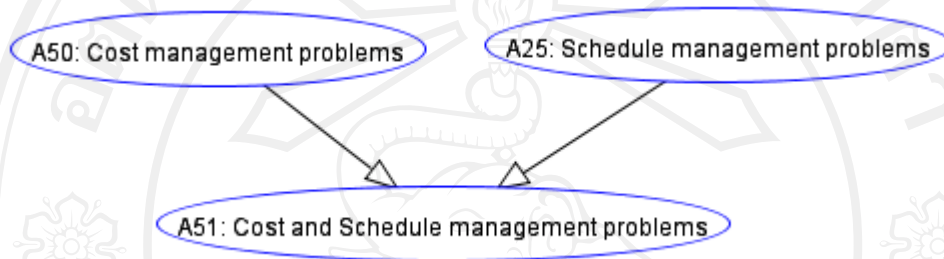 A50: Cost management problems
A25: Schedule management problems
A51: Cost and Schedule management problems